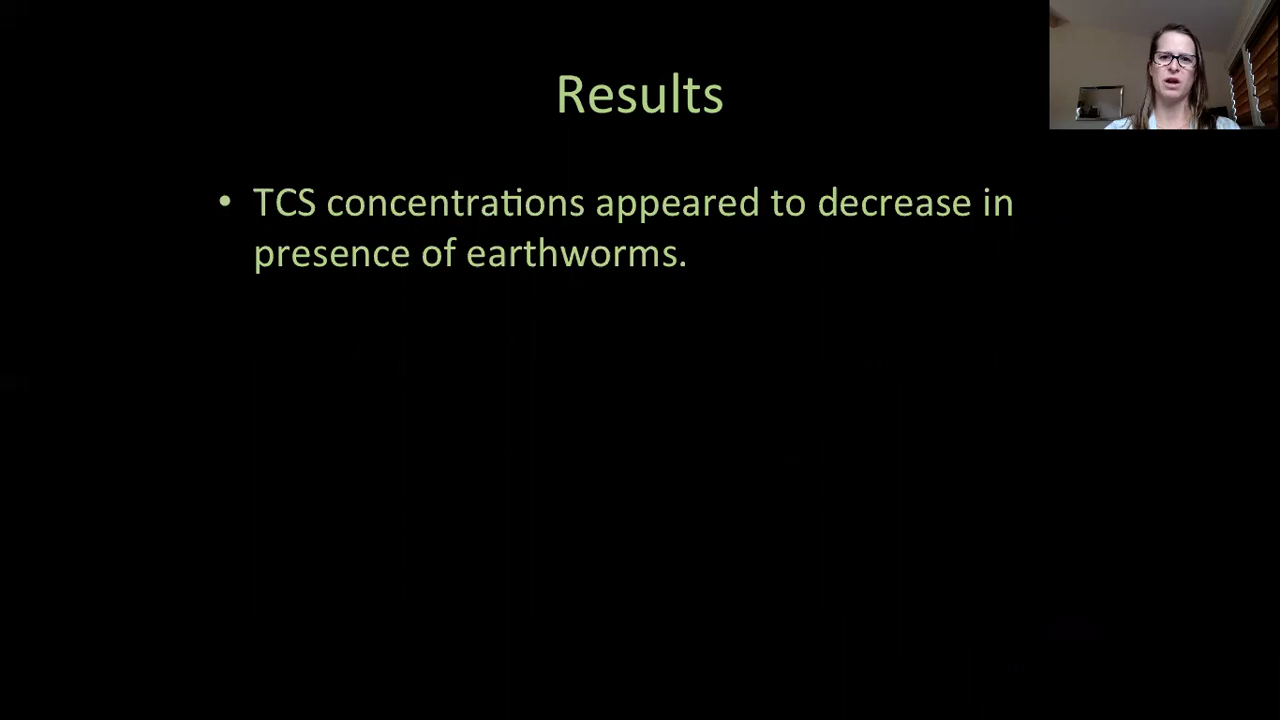 Results
• TCS concentrations appeared to decrease in
presence of earthworms.